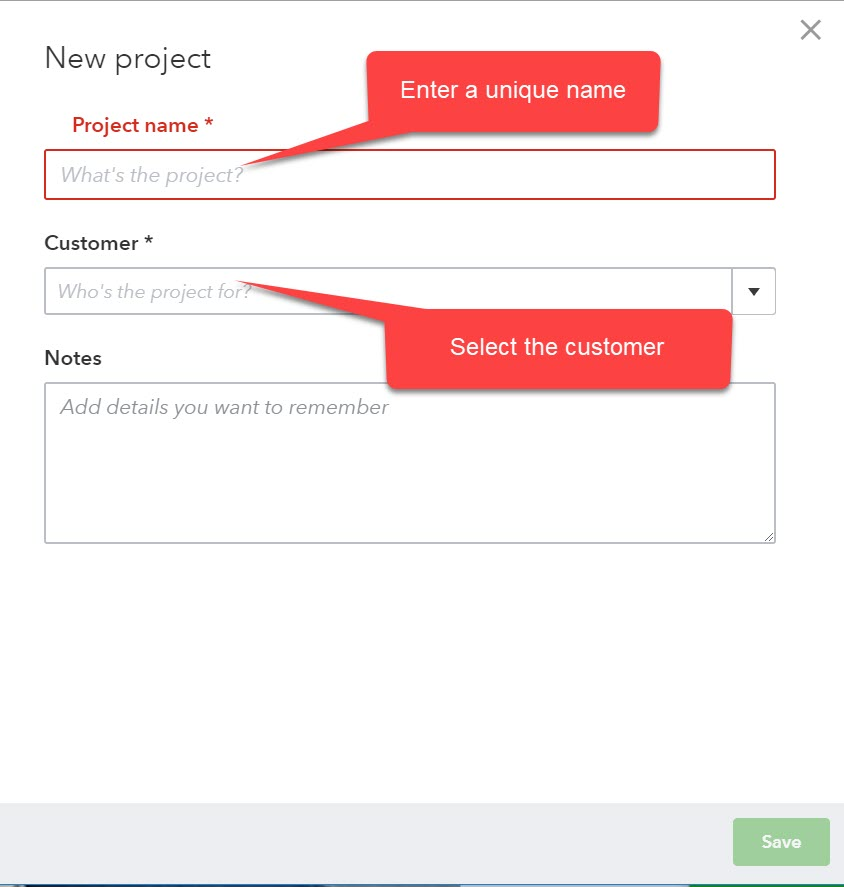 New project
Enter a unique name
Project name *
What's the project?
Customer *
Who's the project for?
Select the customer
Notes
Add details you want to remember
Save